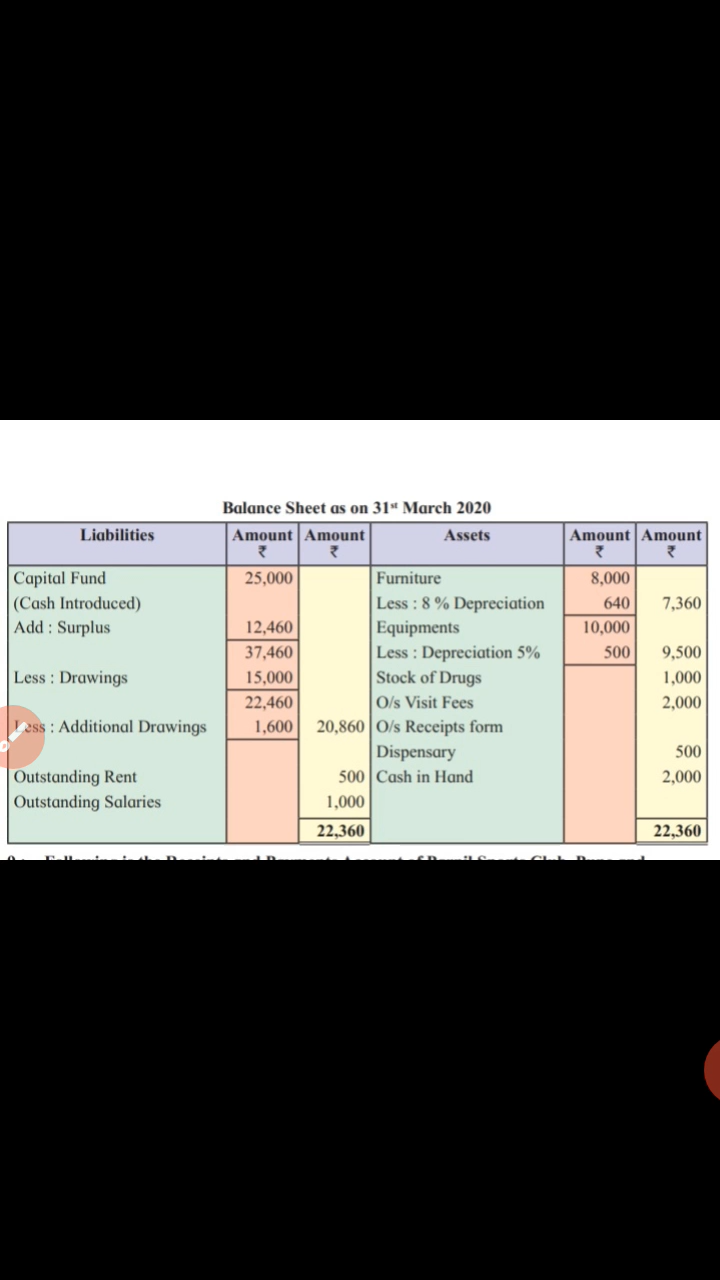 Balance Sheet as on 31st March 2020
Liabilities Amount ₹ Amount ₹ Assets Amount ₹ Amount ₹
Capital Fund 25,000 Furniture 8,000
(Cash Introduced) Less : 8 % Depreciation 640 7,360
Add : Surplus 12,460 Equipments 10,000
37,460 Less : Depreciation 5% 500 9,500
Less : Drawings 15,000 Stock of Drugs 1,000
22,460 O/s Visit Fees 2,000
Less : Additional Drawings 1,600 20,860 O/s Receipts form
Dispensary 500
Outstanding Rent 500 Cash in Hand 2,000
Outstanding Salaries 1,000
22,360 22,360